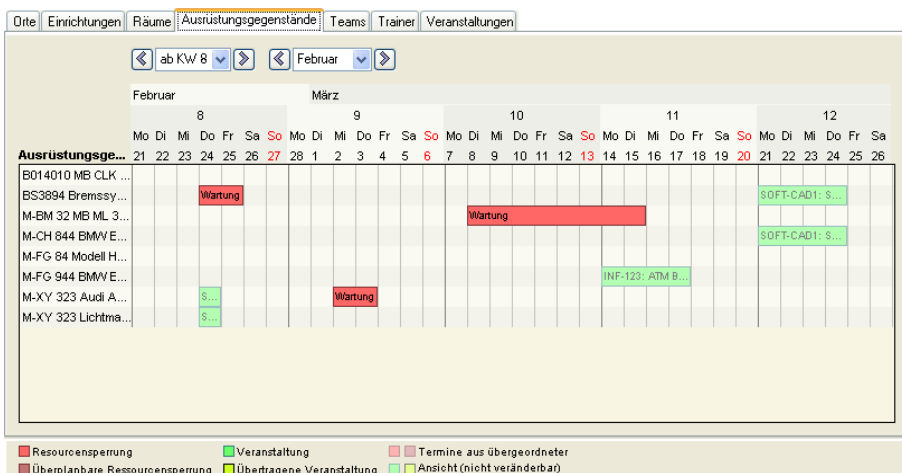 Orte Einrichtungen Räume Ausrüstungsgegenstände Teams Trainer Veranstaltungen
ab KW 8 Februar
Februar März
8 9 10 11 12
Mo Di Mi Do Fr Sa So Mo Di Mi Do Fr Sa So Mo Di Mi Do Fr Sa So Mo Di Mi Do Fr Sa So Mo Di Mi Do Fr Sa
Ausrüstungsge... 21 22 23 24 25 26 27 28 1 2 3 4 5 6 7 8 9 10 11 12 13 14 15 16 17 18 19 20 21 22 23 24 25 26
B014010 MB CLK ...
BS3894 Bremssy... Wartung SOFT-CAD1: S...
M-BM 32 MB ML 3... Wartung
M-CH 844 BMW E... SOFT-CAD1: S...
M-FG 84 Modell H...
M-FG 944 BMW E... INF-123: ATM B...
M-XY 323 Audi A... S... Wartung
M-XY 323 Lichtma... S...
Resourcensperrung Veranstaltung Termine aus übergeordneter
Überplanbare Ressourcensperrung Übertragene Veranstaltung Ansicht (nicht veränderbar)